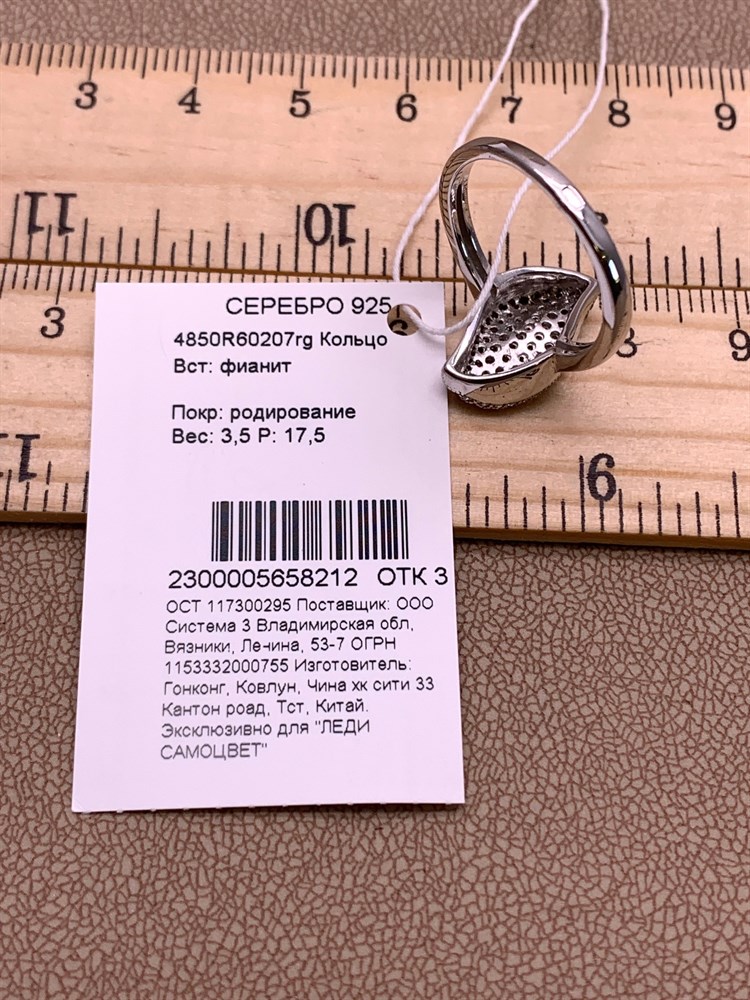 3 4 5 6 7 8 9
11 10
3
8
11 6
СЕРЕБРО 925
4850R60207rg Кольцо
Вст: фианит
Покр: родирование
Вес: 3,5 Р: 17,5
2300005658212 ОТК 3
ОСТ 117300295 Поставщик: ООО
Система 3 Владимирская обл,
Вязники, Ленина, 53-7 ОГРН
1153332000755 Изготовитель:
Гонконг, Ковлун, Чина хк сити 33
Кантон роад, Тст, Китай.
Эксклюзивно для "ЛЕДИ
САМОЦВЕТ"